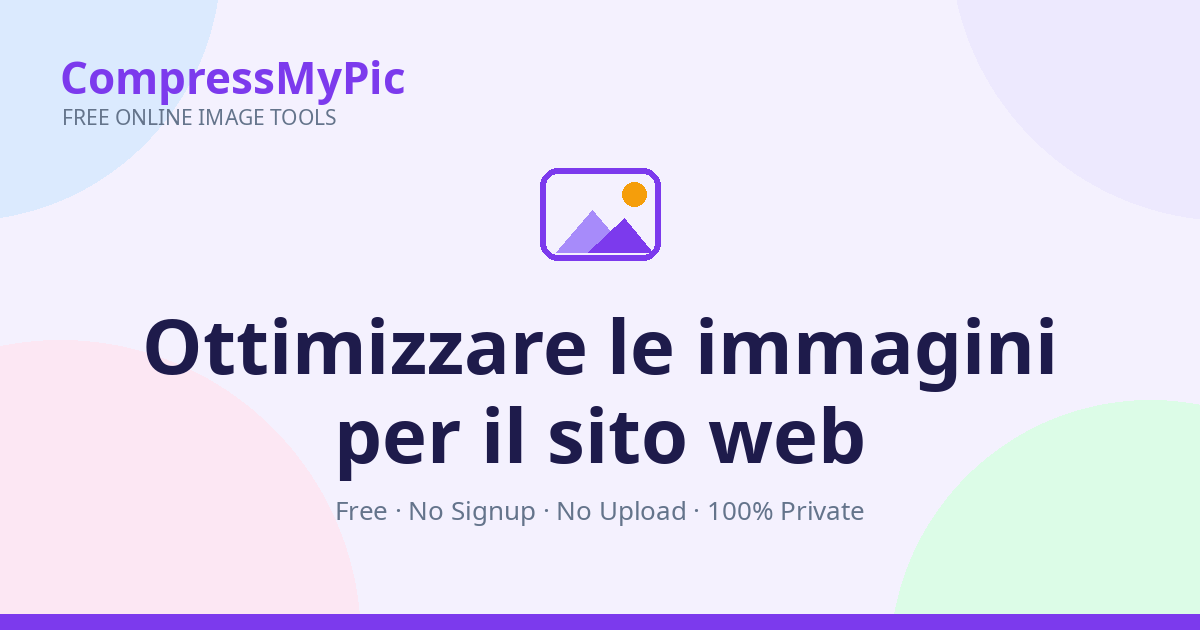 CompressMyPic
FREE ONLINE IMAGE TOOLS
Ottimizzare le immagini
per il sito web
Free · No Signup · No Upload · 100% Private